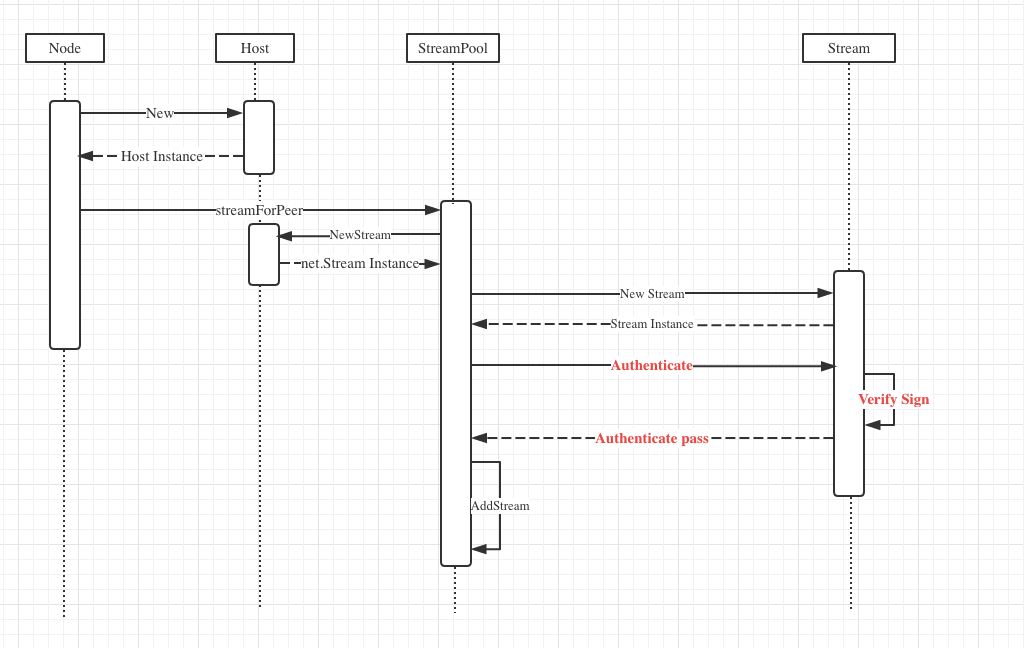 Node
Host
StreamPool
Stream
New
Host Instance
streamForPeer
NewStream
net.Stream Instance
New Stream
Stream Instance
Authenticate
Verify Sign
Authenticate pass
AddStream